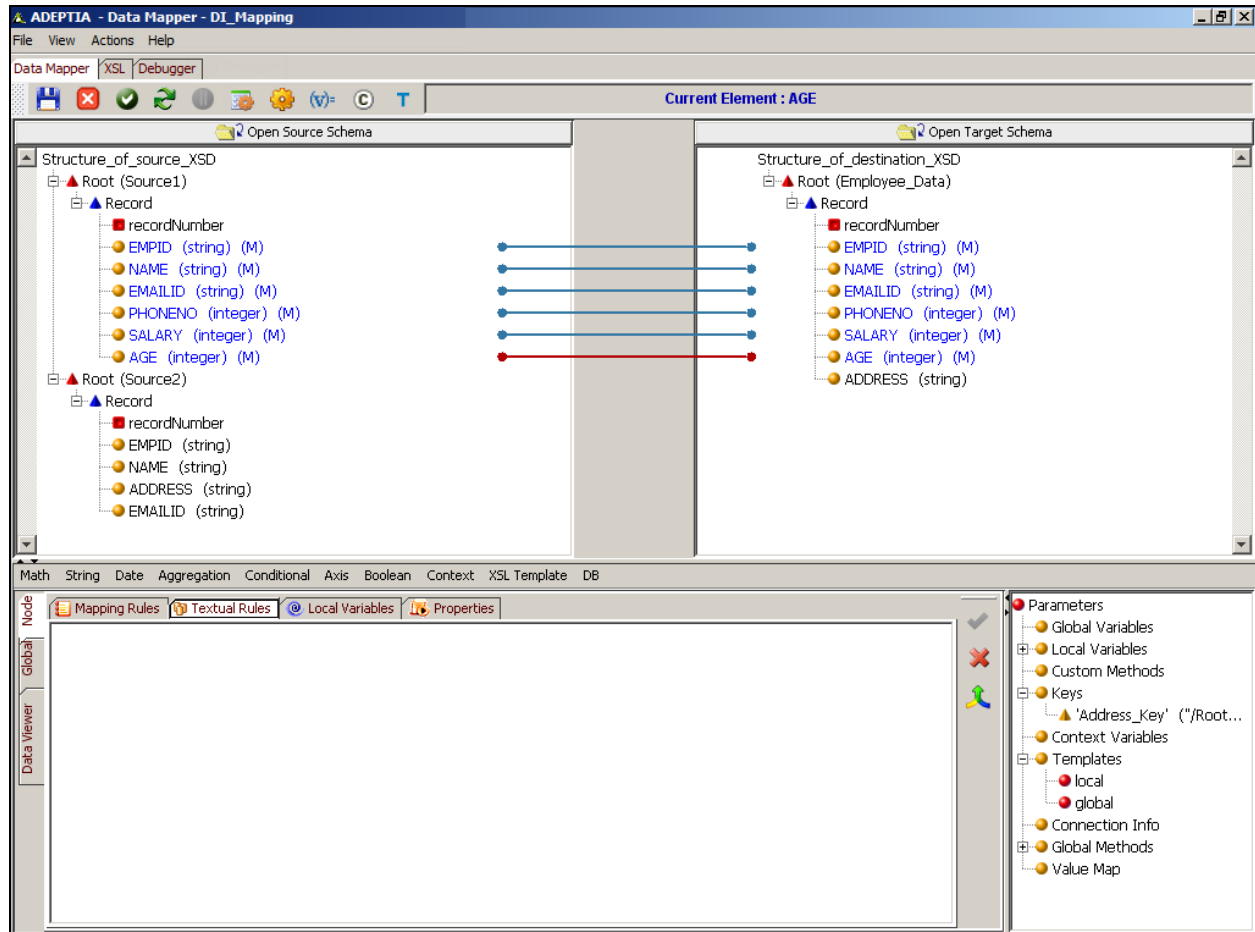 ADEPTIA - Data Mapper - DI_Mapping
File View Actions Help
Data Mapper XSL Debugger
(v)= C T Current Element : AGE
Open Source Schema
Structure_of_source_XSD
Root (Source1)
Record
recordNumber
EMPID (string) (M)
NAME (string) (M)
EMAILID (string) (M)
PHONENO (integer) (M)
SALARY (integer) (M)
AGE (integer) (M)
Root (Source2)
Record
recordNumber
EMPID (string)
NAME (string)
ADDRESS (string)
EMAILID (string)
Open Target Schema
Structure_of_destination_XSD
Root (Employee_Data)
Record
recordNumber
EMPID (string) (M)
NAME (string) (M)
EMAILID (string) (M)
PHONENO (integer) (M)
SALARY (integer) (M)
AGE (integer) (M)
ADDRESS (string)
Math String Date Aggregation Conditional Axis Boolean Context XSL Template DB
Node
Global
Data Viewer
Mapping Rules Textual Rules @ Local Variables Properties
Parameters
Global Variables
Local Variables
Custom Methods
Keys
'Address_Key' ("/Root...
Context Variables
Templates
local
global
Connection Info
Global Methods
Value Map